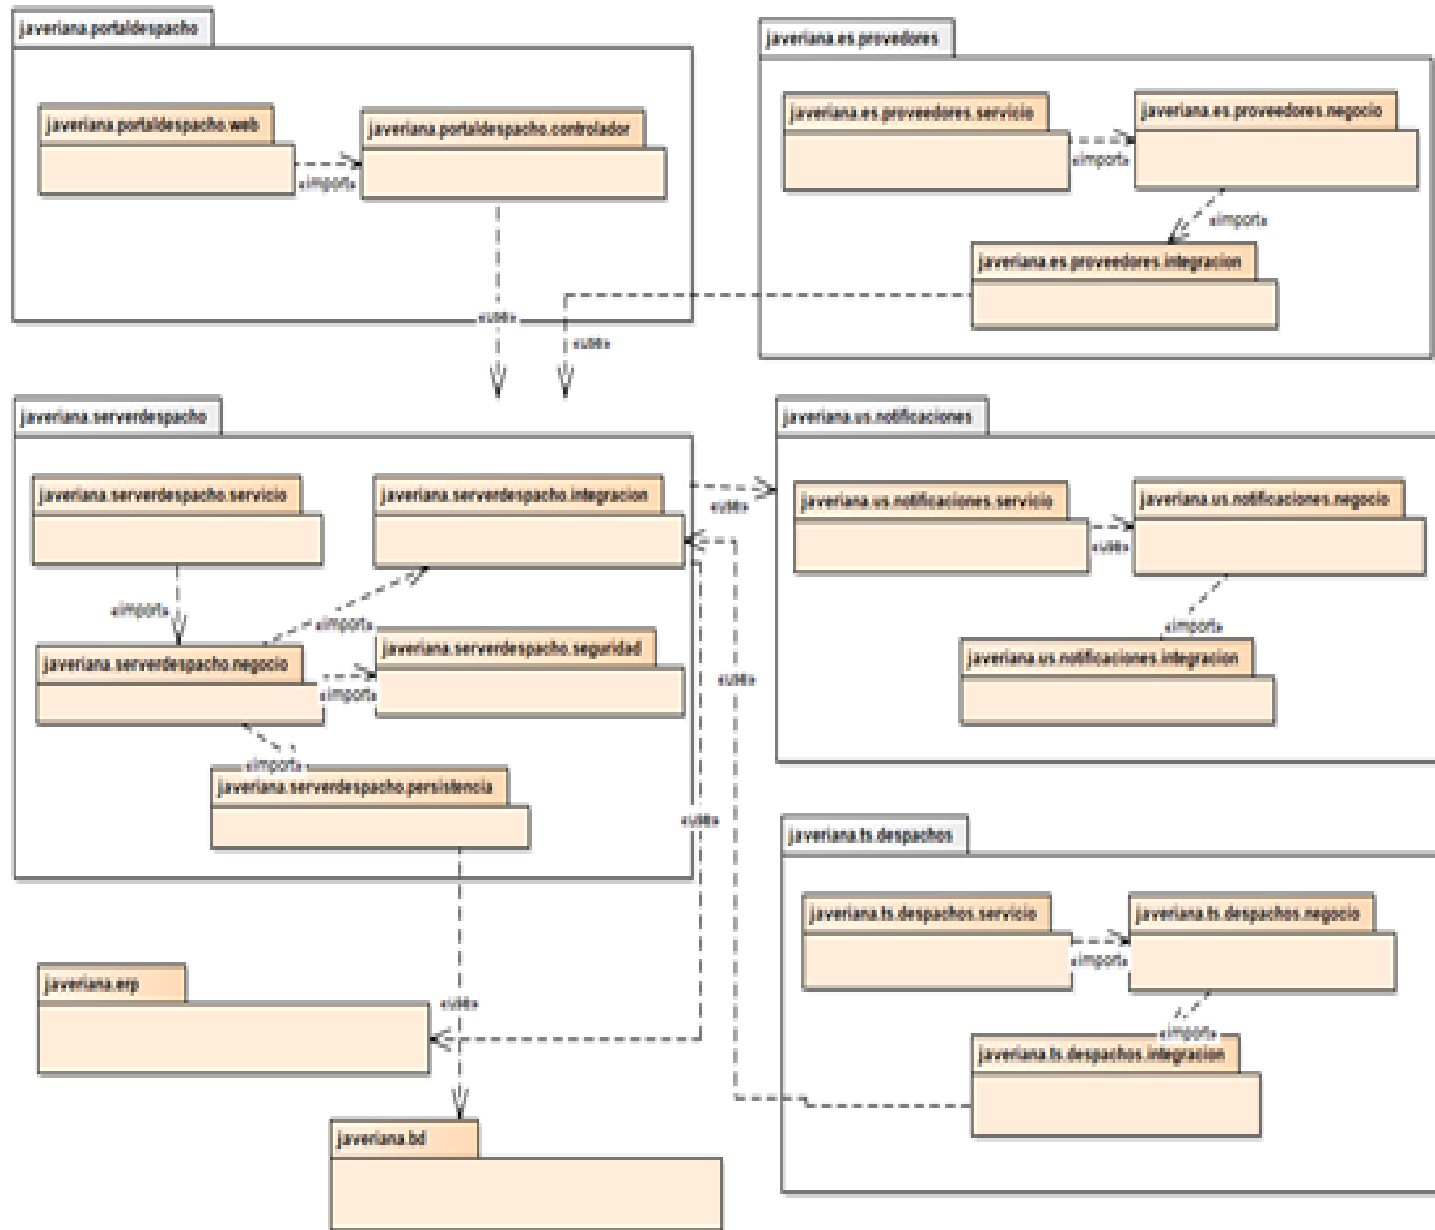 javeriana.portaldespacho
javeriana.portaldespacho.web
javeriana.portaldespacho.controlador
«import»
«use»
javeriana.es.provedores
javeriana.es.proveedores.servicio
javeriana.es.proveedores.negocio
«import»
«import»
javeriana.es.proveedores.integracion
«use»
javeriana.serverdespacho
javeriana.serverdespacho.servicio
javeriana.serverdespacho.integracion
«import»
«import»
javeriana.serverdespacho.negocio
javeriana.serverdespacho.seguridad
«import»
«import»
javeriana.serverdespacho.persistencia
«use»
javeriana.us.notificaciones
javeriana.us.notificaciones.servicio
javeriana.us.notificaciones.negocio
«use»
«import»
javeriana.us.notificaciones.integracion
«use»
«use»
javeriana.ts.despachos
javeriana.ts.despachos.servicio
javeriana.ts.despachos.negocio
«import»
«import»
javeriana.ts.despachos.integracion
javeriana.erp
«use»
javeriana.bd